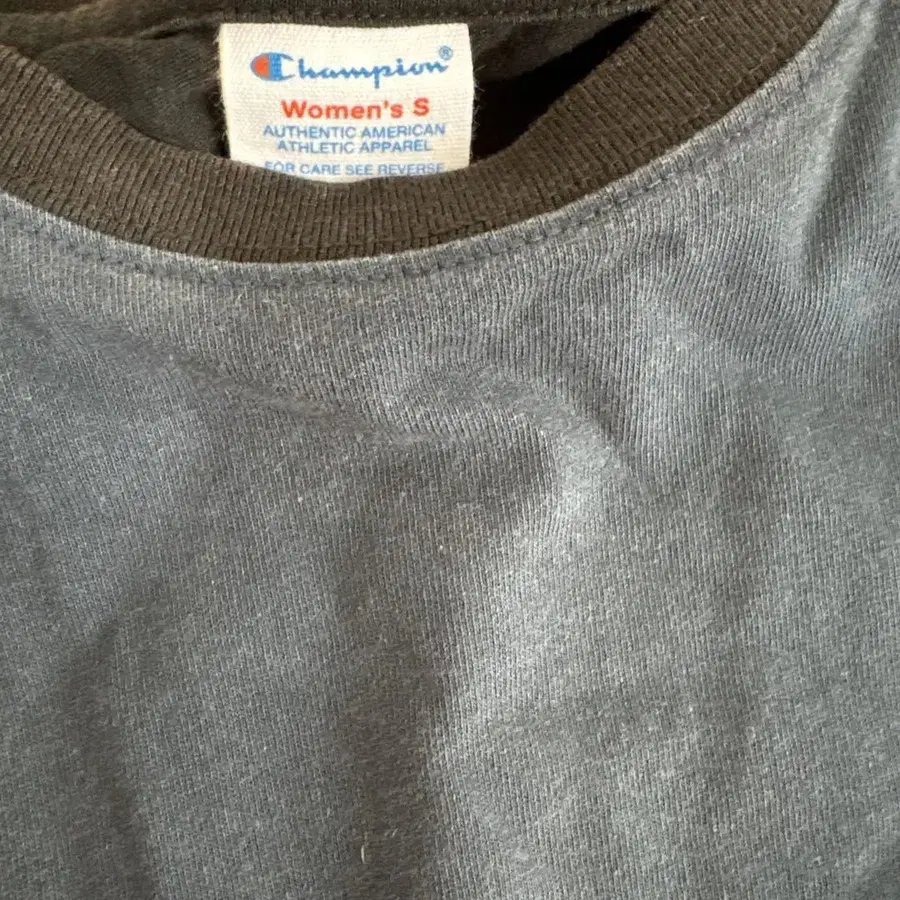 Champion®
Women's S
AUTHENTIC AMERICAN
ATHLETIC APPAREL
FOR CARE SEE REVERSE